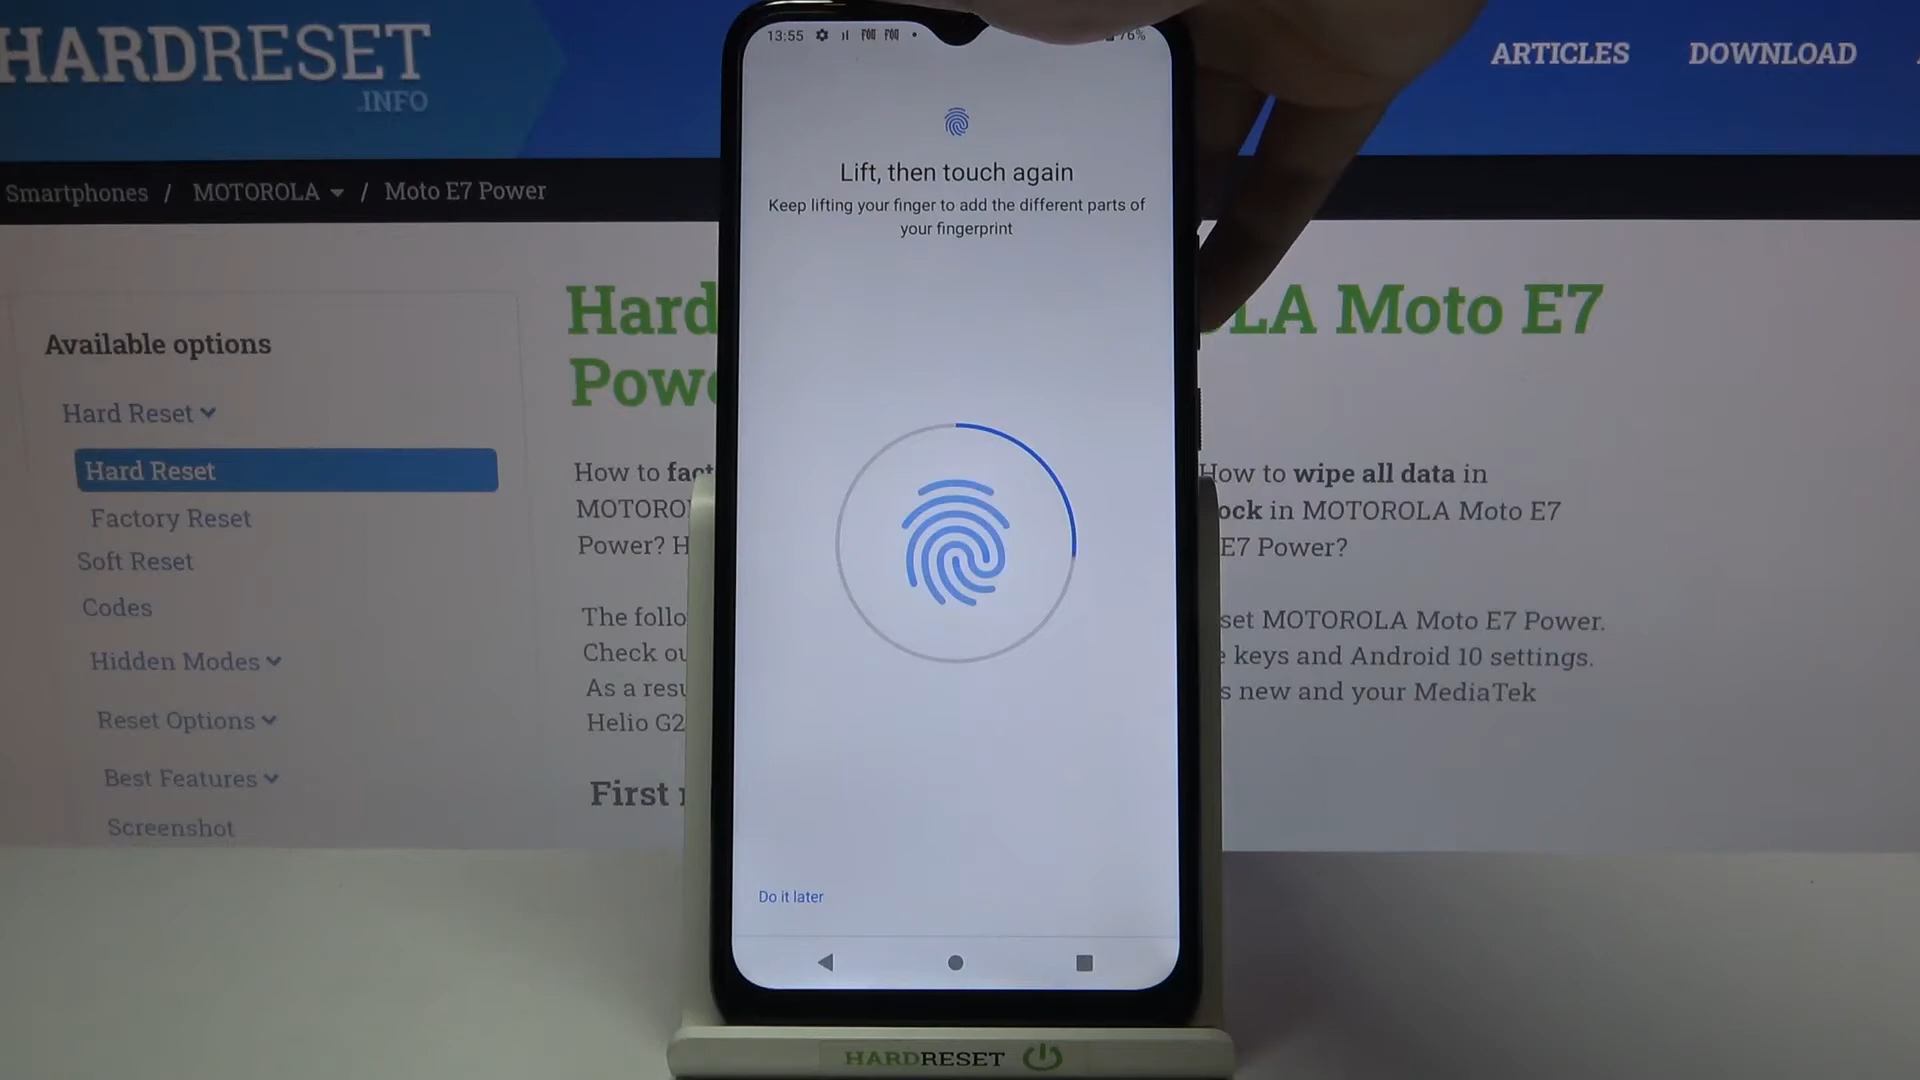 HARDRESET
.INFO
ARTICLES DOWNLOAD
Smartphones / MOTOROLA / Moto E7 Power
Available options
Hard Reset
Hard Reset
Factory Reset
Soft Reset
Codes
Hidden Modes
Reset Options
Best Features
Screenshot
Hard LA Moto E7
Powe
How to fact How to wipe all data in
MOTORO ock in MOTOROLA Moto E7
Power? H E7 Power?
The follo set MOTOROLA Moto E7 Power.
Check ou keys and Android 10 settings.
As a resu s new and your MediaTek
Helio G2
First
13:55 76%
Lift, then touch again
Keep lifting your finger to add the different parts of
your fingerprint
Do it later
HARDRESET